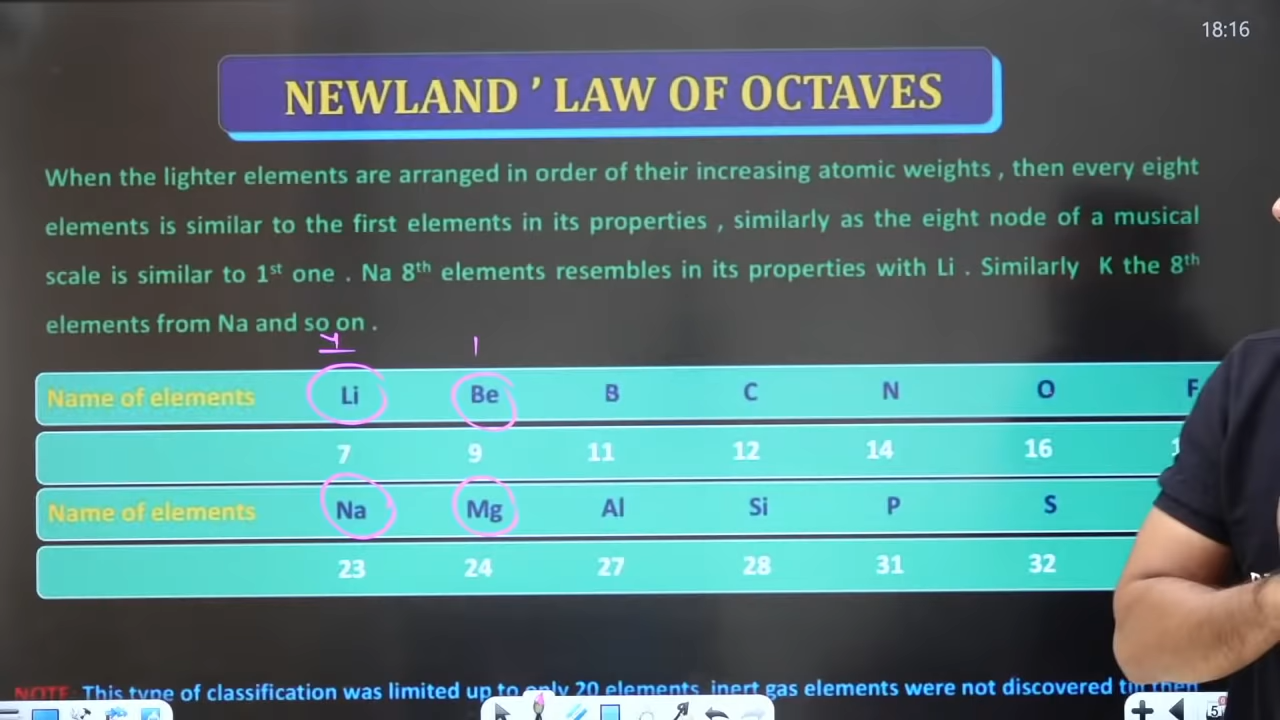 18:16
NEWLAND ’ LAW OF OCTAVES
When the lighter elements are arranged in order of their increasing atomic weights , then every eight
elements is similar to the first elements in its properties , similarly as the eight node of a musical
scale is similar to 1st one . Na 8th elements resembles in its properties with Li . Similarly K the 8th
elements from Na and so on .
Name of elements Li Be B C N O F
7 9 11 12 14 16
Name of elements Na Mg Al Si P S
23 24 27 28 31 32
NOTE: This type of classification was limited up to only 20 elements, inert gas elements were not discovered till then